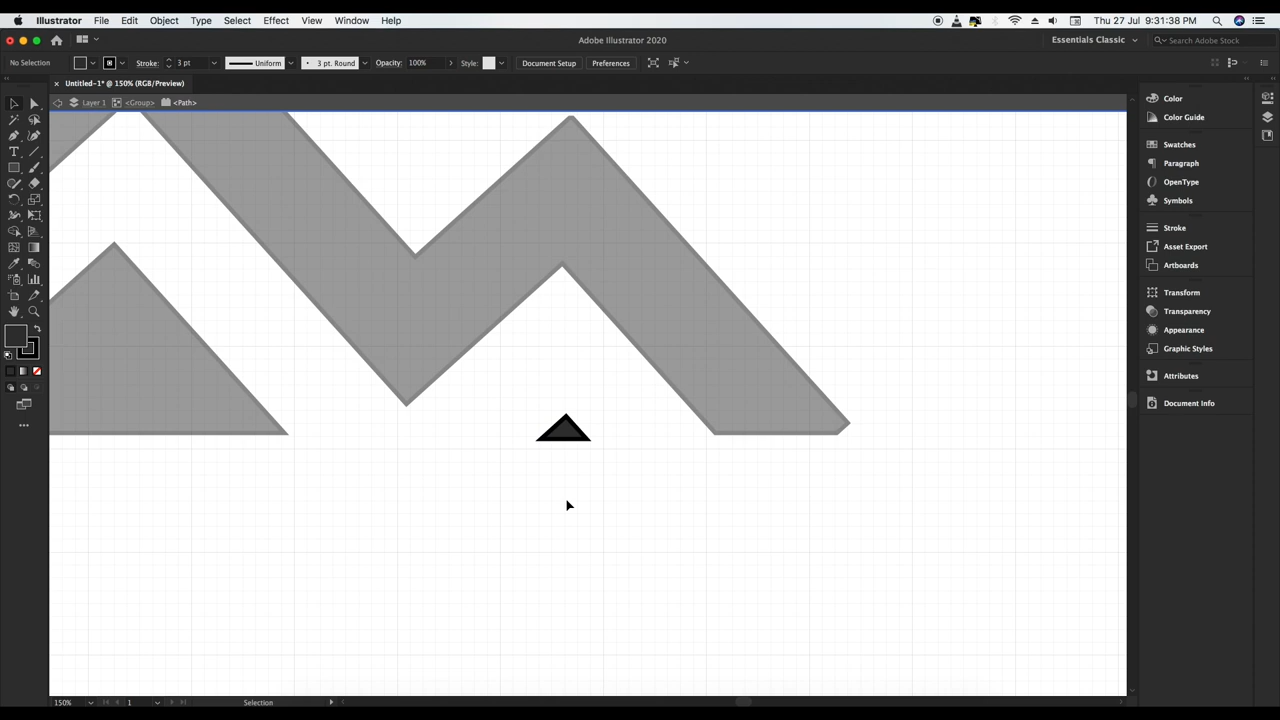 Illustrator File Edit Object Type Select Effect View Window Help Thu 27 Jul 9:31:38 PM
Adobe Illustrator 2020 Essentials Classic Search Adobe Stock
No Selection Stroke: 3 pt Uniform 3 pt. Round Opacity: 100% Style: Document Setup Preferences
× Untitled-1* @ 150% (RGB/Preview)
Layer 1 <Group> <Path>
Color
Color Guide
Swatches
Paragraph
OpenType
Symbols
Stroke
Asset Export
Artboards
Transform
Transparency
Appearance
Graphic Styles
Attributes
Document Info
150% 1 Selection